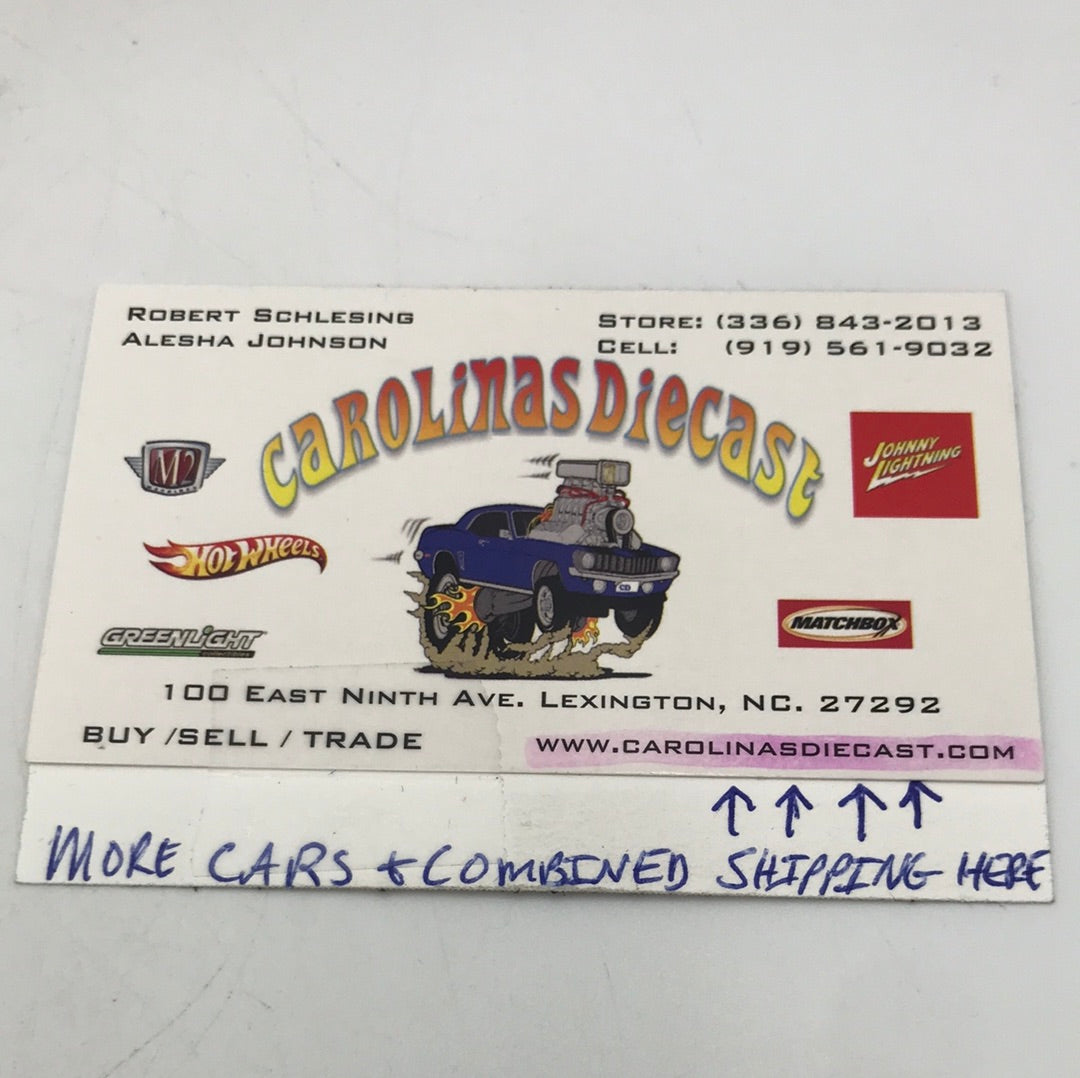 ROBERT SCHLESING
ALESHA JOHNSON
STORE: (336) 843-2013
CELL: (919) 561-9032
CAROLINAS DIECAST
M2
MACHINES
JOHNNY LIGHTNING
HOT WHEELS
CD
GREENLIGHT
MATCHBOX
100 EAST NINTH AVE. LEXINGTON, NC. 27292
BUY /SELL / TRADE
WWW.CAROLINASDIECAST.COM
MORE CARS + COMBINED SHIPPING HERE